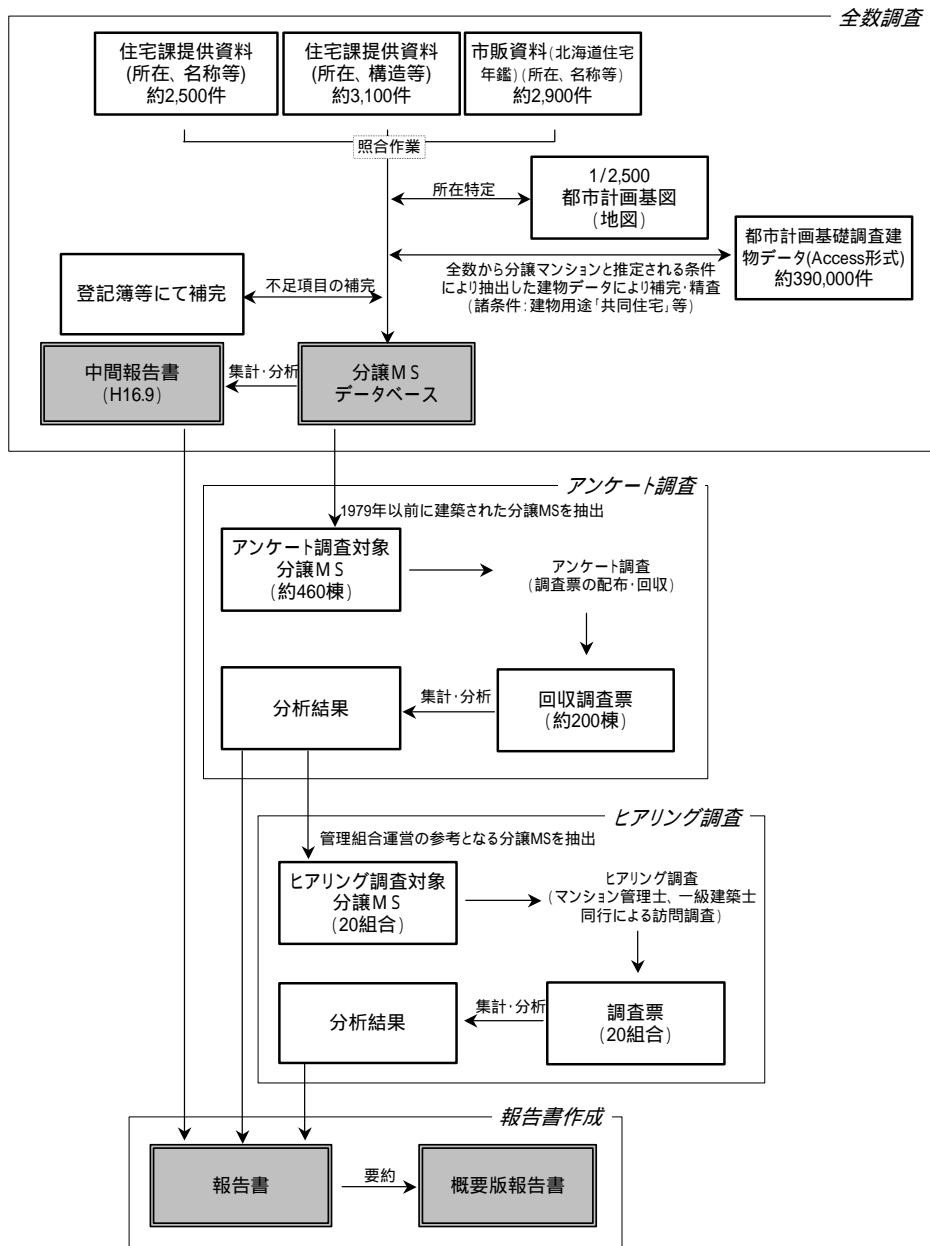 全数調査
住宅課提供資料
(所在、名称等)
約2,500件
住宅課提供資料
(所在、構造等)
約3,100件
市販資料(北海道住宅
年鑑)(所在、名称等)
約2,900件
照合作業
所在特定
1/2,500
都市計画基図
(地図)
都市計画基礎調査建
物データ(Access形式)
約390,000件
全数から分譲マンションと推定される条件
により抽出した建物データにより補完・精査
(諸条件:建物用途「共同住宅」等)
登記簿等にて補完
不足項目の補完
中間報告書
(H16.9)
集計・分析
分譲MS
データベース
アンケート調査
1979年以前に建築された分譲MSを抽出
アンケート調査対象
分譲MS
(約460棟)
アンケート調査
(調査票の配布・回収)
分析結果
集計・分析
回収調査票
(約200棟)
ヒアリング調査
管理組合運営の参考となる分譲MSを抽出
ヒアリング調査対象
分譲MS
(20組合)
ヒアリング調査
(マンション管理士、一級建築士
同行による訪問調査)
分析結果
集計・分析
調査票
(20組合)
報告書作成
報告書
要約
概要版報告書